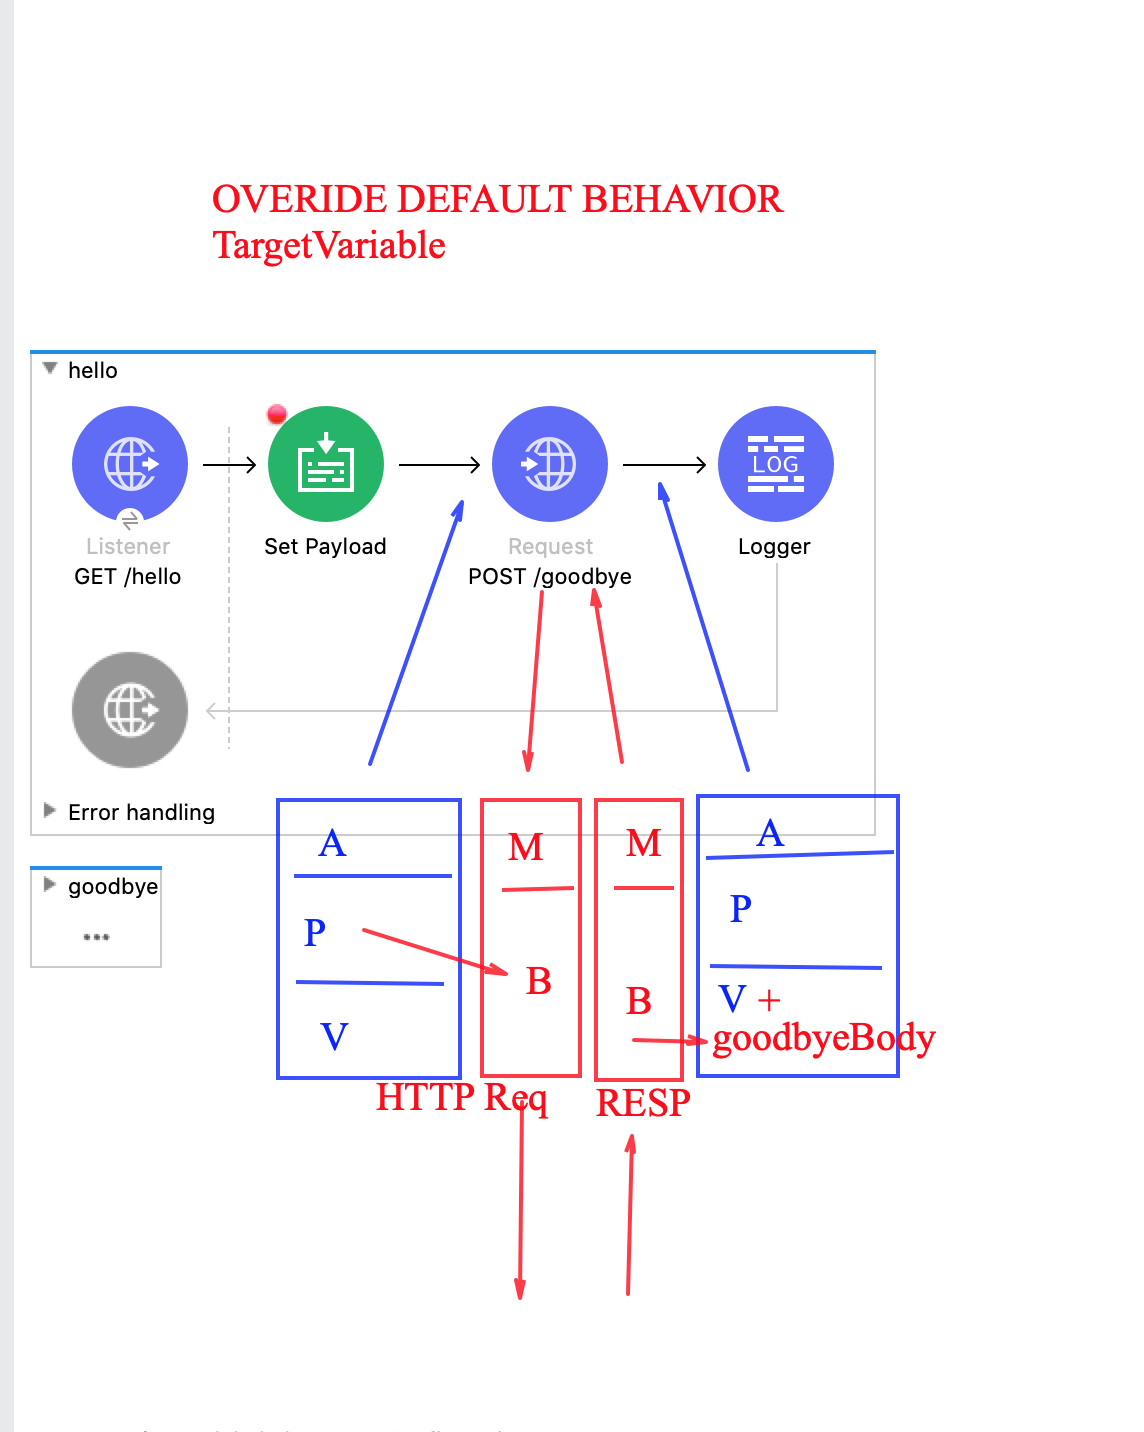 OVERIDE DEFAULT BEHAVIOR
TargetVariable
hello
LOG
Listener
GET /hello
Set Payload
Request
POST /goodbye
Logger
Error handling
goodbye
A
M
M
A
P
B
B
P
V
V +
goodbyeBody
HTTP Req
RESP